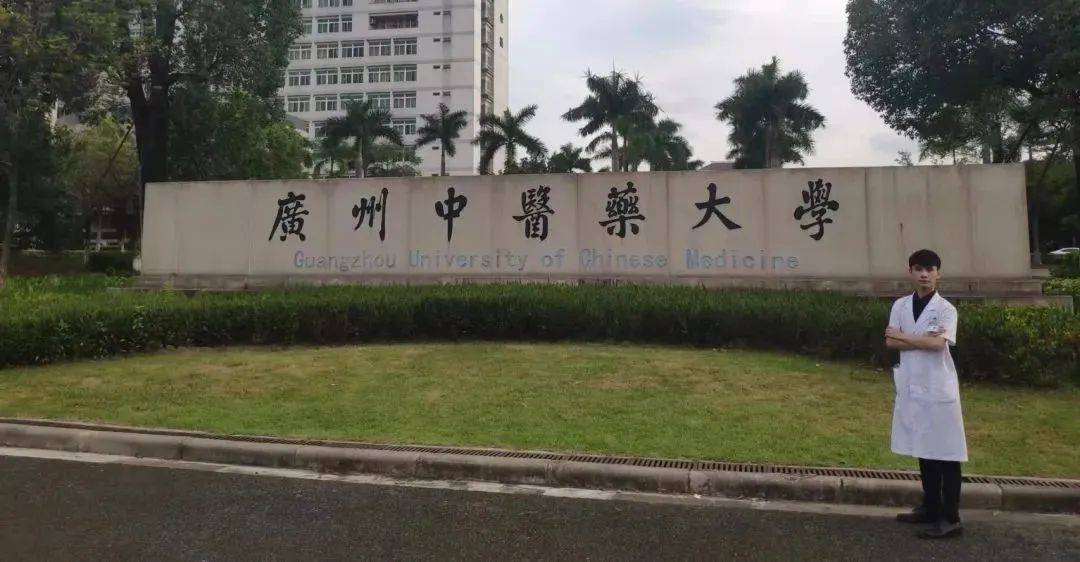 廣州中醫藥大學
Guangzhou University of Chinese Medicine